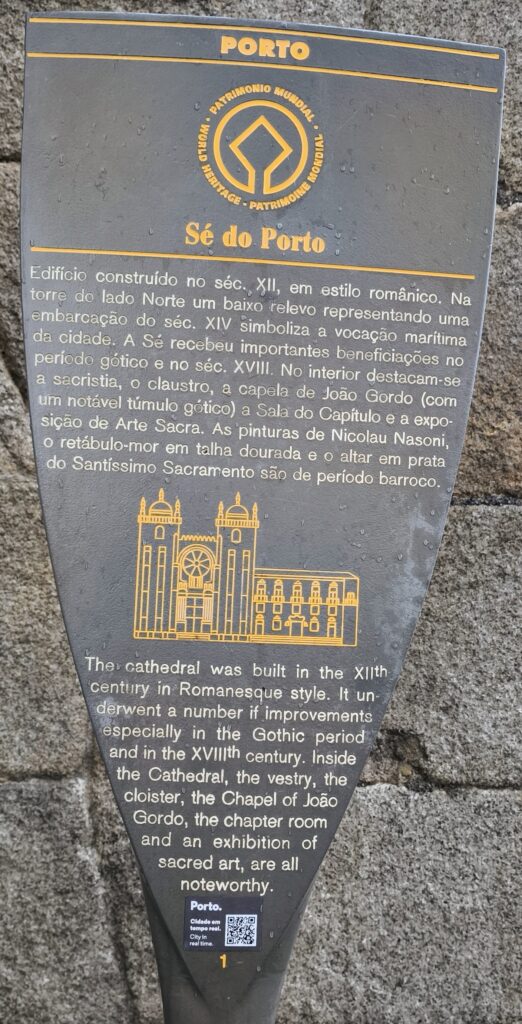 PORTO
PATRIMONIO MUNDIAL • WORLD HERITAGE • PATRIMOINE MONDIAL •
Sé do Porto
Edifício construído no séc. XII, em estilo românico. Na
torre do lado Norte um baixo relevo representando uma
embarcação do séc. XIV simboliza a vocação marítima
da cidade. A Sé recebeu importantes beneficiações no
período gótico e no séc. XVIII. No interior destacam-se
a sacristia, o claustro, a capela de João Gordo (com
um notável túmulo gótico) a Sala do Capítulo e a expo-
sição de Arte Sacra. As pinturas de Nicolau Nasoni,
o retábulo-mor em talha dourada e o altar em prata
do Santíssimo Sacramento são de período barroco.
The cathedral was built in the XIIth
century in Romanesque style. It un-
derwent a number if improvements
especially in the Gothic period
and in the XVIIIth century. Inside
the Cathedral, the vestry, the
cloister, the Chapel of João
Gordo, the chapter room
and an exhibition of
sacred art, are all
noteworthy.
Porto.
Cidade em
tempo real.
City in
real time.
1